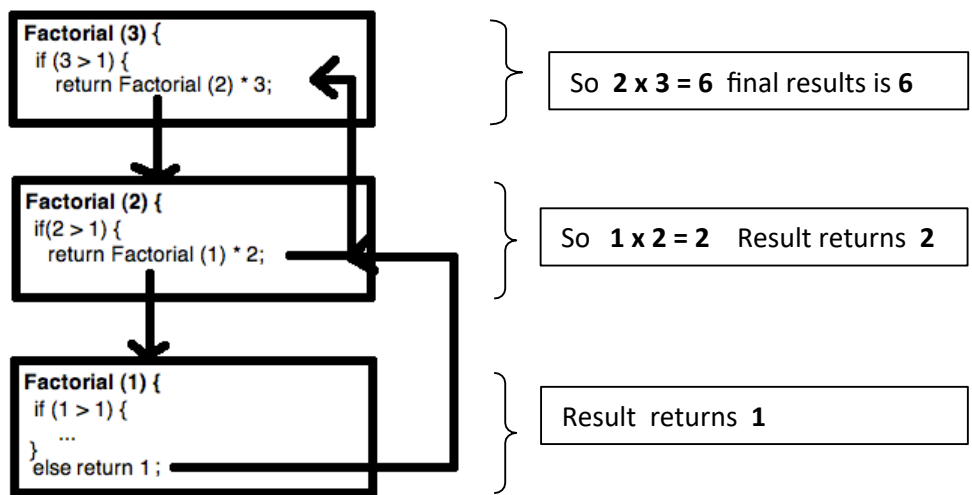 Factorial (3) {
if (3 > 1) {
return Factorial (2) * 3;
So 2 x 3 = 6 final results is 6
Factorial (2) {
if(2 > 1) {
return Factorial (1) * 2;
So 1 x 2 = 2 Result returns 2
Factorial (1) {
if (1 > 1) {
...
}
else return 1 ;
Result returns 1